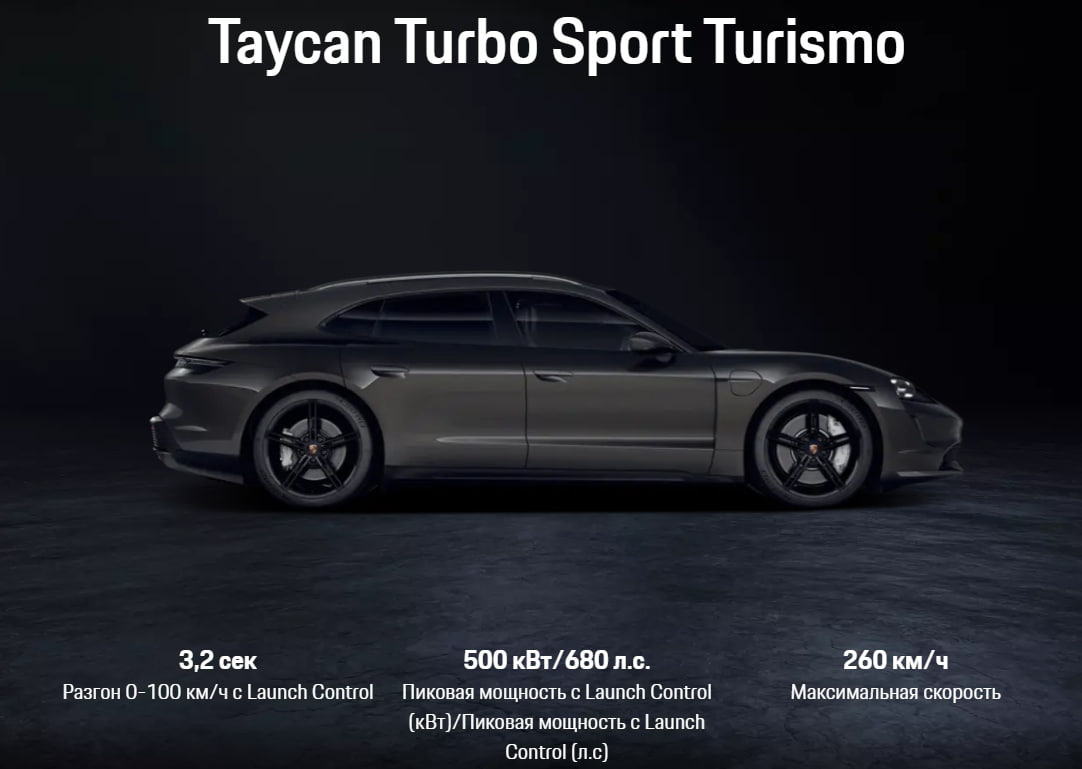 Taycan Turbo Sport Turismo
3,2 сек
Разгон 0-100 км/ч с Launch Control
500 кВт/680 л.с.
Пиковая мощность с Launch Control
(кВт)/Пиковая мощность с Launch
Control (л.с)
260 км/ч
Максимальная скорость